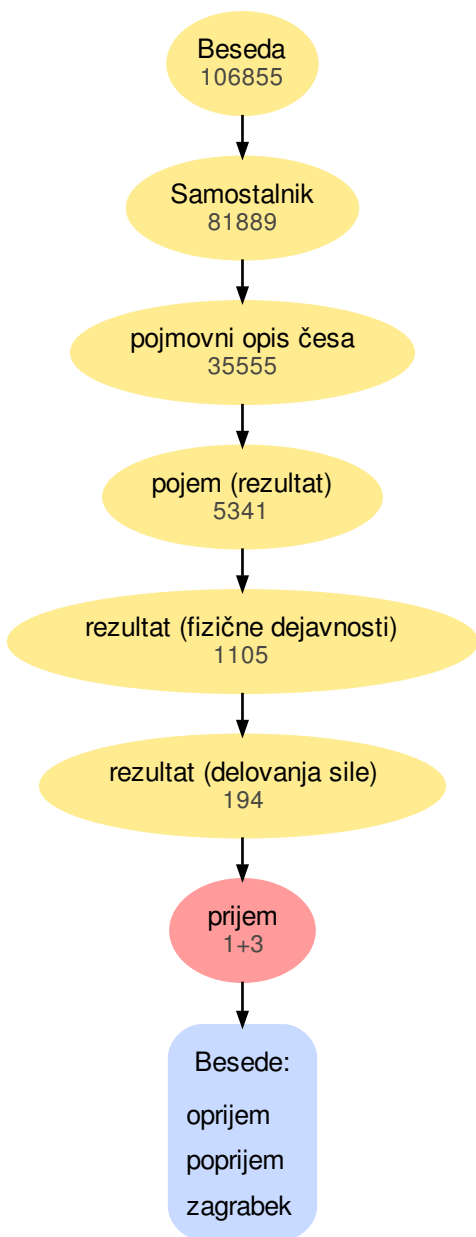 Beseda
106855
Samostalnik
81889
pojmovni opis česa
35555
pojem (rezultat)
5341
rezultat (fizične dejavnosti)
1105
rezultat (delovanja sile)
194
prijem
1+3
Besede:
oprijem
poprijem
zagrabek